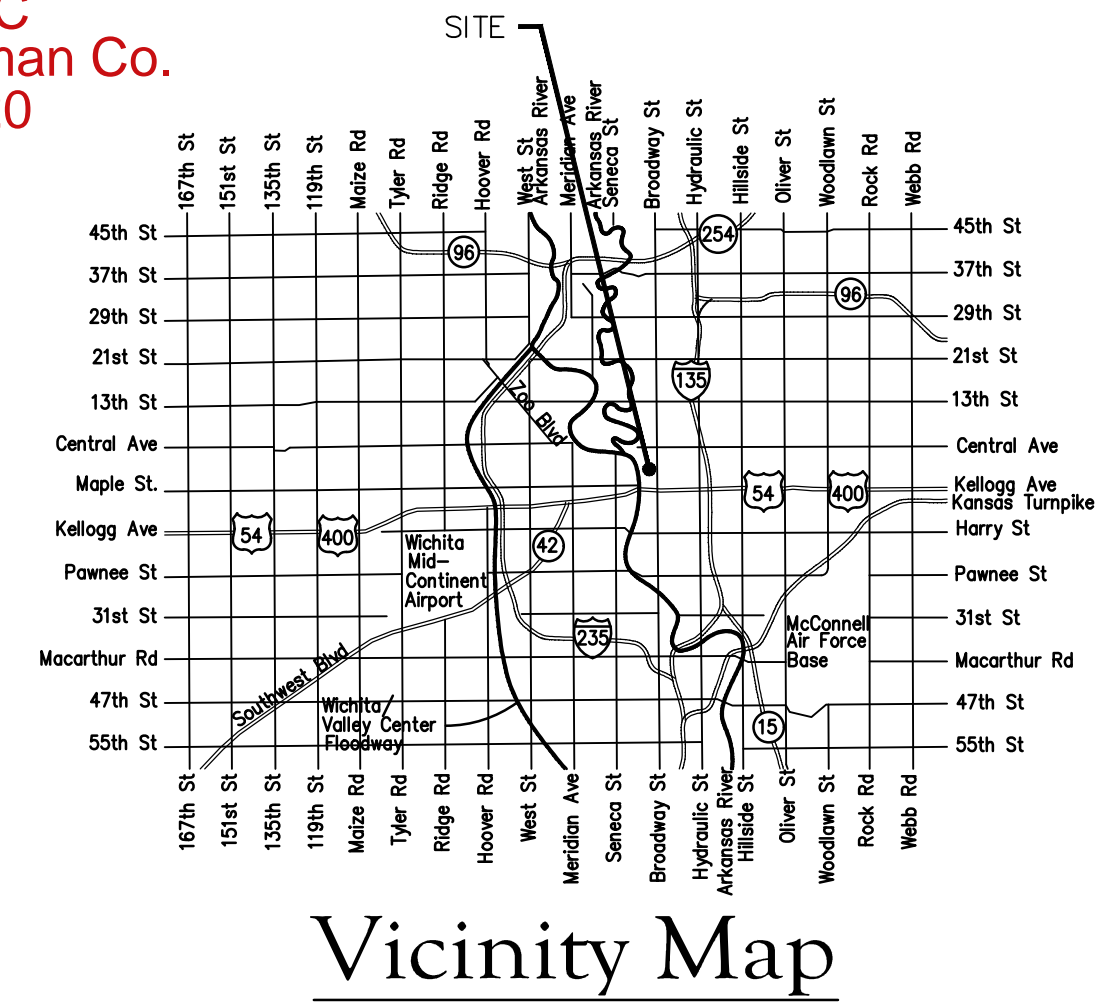 C
man Co.
0
SITE
167th St
151st St
135th St
119th St
Maize Rd
Tyler Rd
Ridge Rd
Hoover Rd
West St
Arkansas River
Meridian Ave
Arkansas River
Seneca St
Broadway St
Hydraulic St
Hillside St
Oliver St
Woodlawn St
Rock Rd
Webb Rd
45th St
37th St
29th St
21st St
13th St
Central Ave
Maple St.
Kellogg Ave
Pawnee St
31st St
Macarthur Rd
47th St
55th St
96
254
96
135
Zoo Blvd
54
400
54
400
42
Wichita
Mid-
Continent
Airport
235
McConnell
Air Force
Base
Southwest Blvd
Wichita/
Valley Center
Floodway
15
45th St
37th St
29th St
21st St
13th St
Central Ave
Kellogg Ave
Kansas Turnpike
Harry St
Pawnee St
31st St
Macarthur Rd
47th St
55th St
167th St
151st St
135th St
119th St
Maize Rd
Tyler Rd
Ridge Rd
Hoover Rd
West St
Meridian Ave
Seneca St
Broadway St
Hydraulic St
Arkansas River
Hillside St
Oliver St
Woodlawn St
Rock Rd
Webb Rd
Vicinity Map